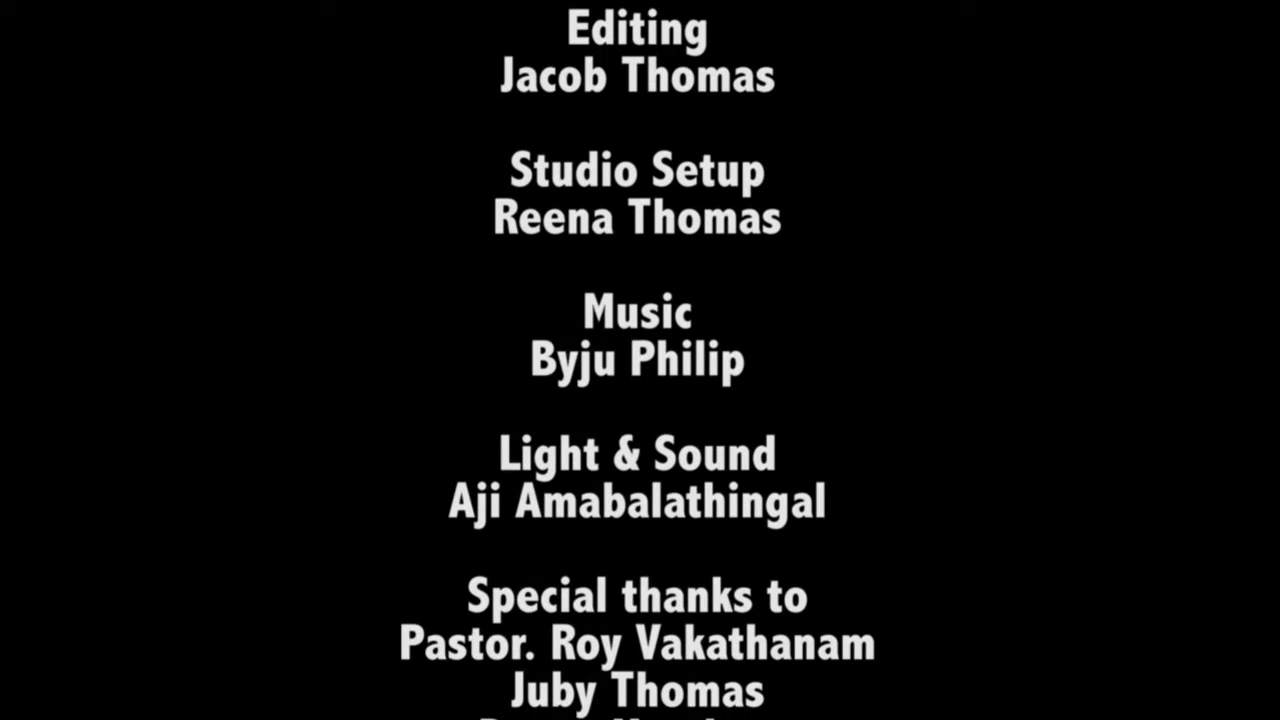 Editing
Jacob Thomas
Studio Setup
Reena Thomas
Music
Byju Philip
Light & Sound
Aji Amabalathingal
Special thanks to
Pastor. Roy Vakathanam
Juby Thomas